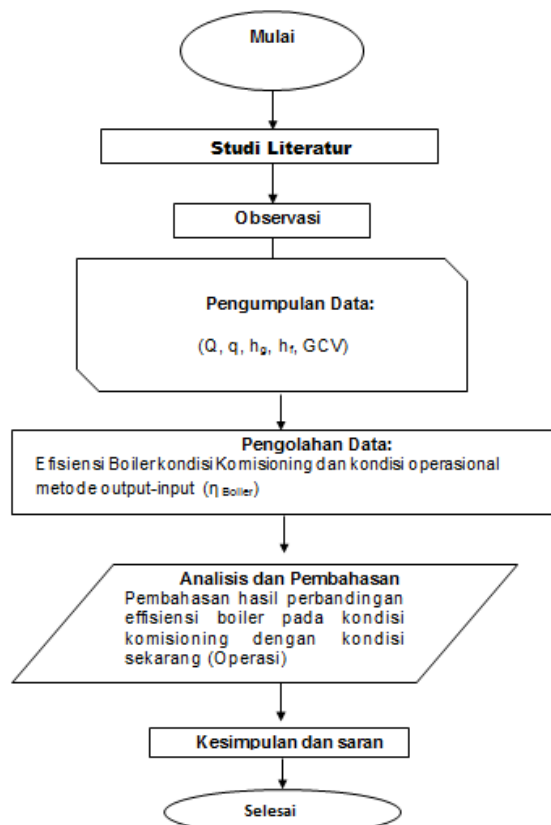 Mulai
Studi Literatur
Observasi
Pengumpulan Data:
(Q, q, hg, hf, GCV)
Pengolahan Data:
Efisiensi Boiler kondisi Komisioning dan kondisi operasional
metode output-input (η Boiler)
Analisis dan Pembahasan
Pembahasan hasil perbandingan
effisiensi boiler pada kondisi
komisioning dengan kondisi
sekarang (Operasi)
Kesimpulan dan saran
Selesai